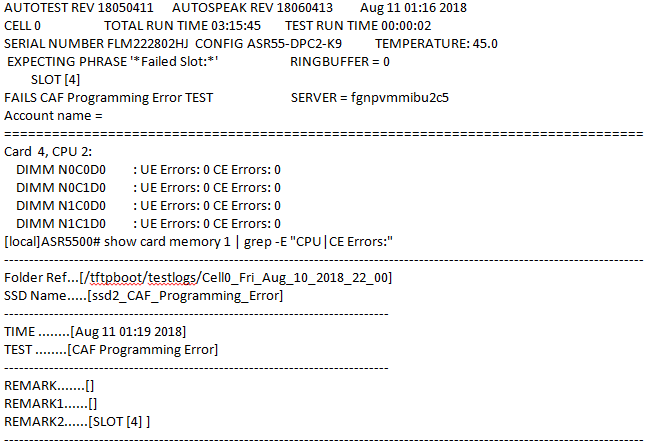 AUTOTEST REV 18050411 AUTOSPEAK REV 18060413 Aug 11 01:16 2018
CELL 0 TOTAL RUN TIME 03:15:45 TEST RUN TIME 00:00:02
SERIAL NUMBER FLM222802HJ CONFIG ASR55-DPC2-K9 TEMPERATURE: 45.0
EXPECTING PHRASE '*Failed Slot:*' RINGBUFFER = 0
SLOT [4]
FAILS CAF Programming Error TEST SERVER = fgnpvmmibu2c5
Account name =
================================================================================
Card 4, CPU 2:
DIMM N0C0D0 : UE Errors: 0 CE Errors: 0
DIMM N0C1D0 : UE Errors: 0 CE Errors: 0
DIMM N1C0D0 : UE Errors: 0 CE Errors: 0
DIMM N1C1D0 : UE Errors: 0 CE Errors: 0
[local]ASR5500# show card memory 1 | grep -E "CPU|CE Errors:"
--------------------------------------------------------------------------------
Folder Ref...[/tftpboot/testlogs/Cell0_Fri_Aug_10_2018_22_00]
SSD Name.....[ssd2_CAF_Programming_Error]
------------------------------------------------------------
TIME ........[Aug 11 01:19 2018]
TEST ........[CAF Programming Error]
------------------------------------------------------------
REMARK.......[]
REMARK1......[]
REMARK2......[SLOT [4] ]
--------------------------------------------------------------------------------